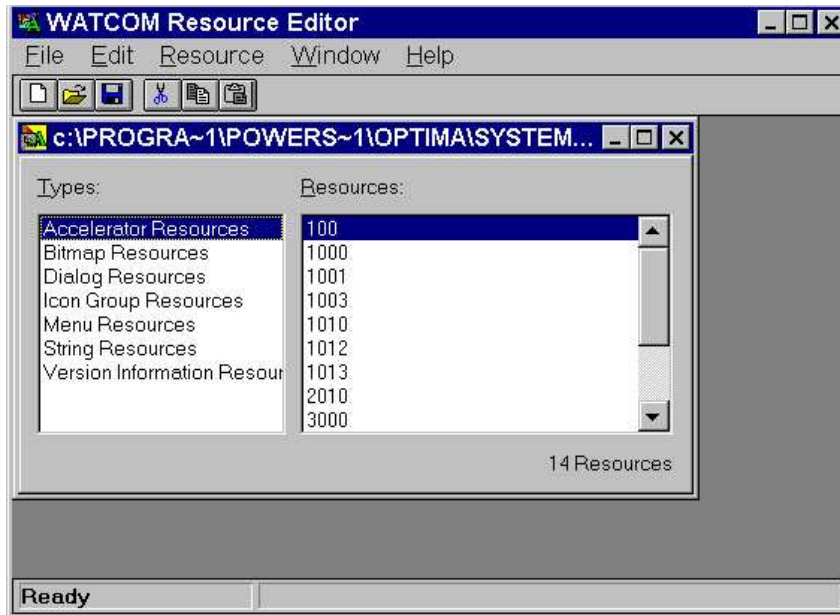 WATCOM Resource Editor
File Edit Resource Window Help
c:\PROGRA~1\POWERS~1\OPTIMA\SYSTEM...
Types: Resources:
Accelerator Resources 100
Bitmap Resources 1000
Dialog Resources 1001
Icon Group Resources 1003
Menu Resources 1010
String Resources 1012
Version Information Resour 1013
2010
3000
14 Resources
Ready